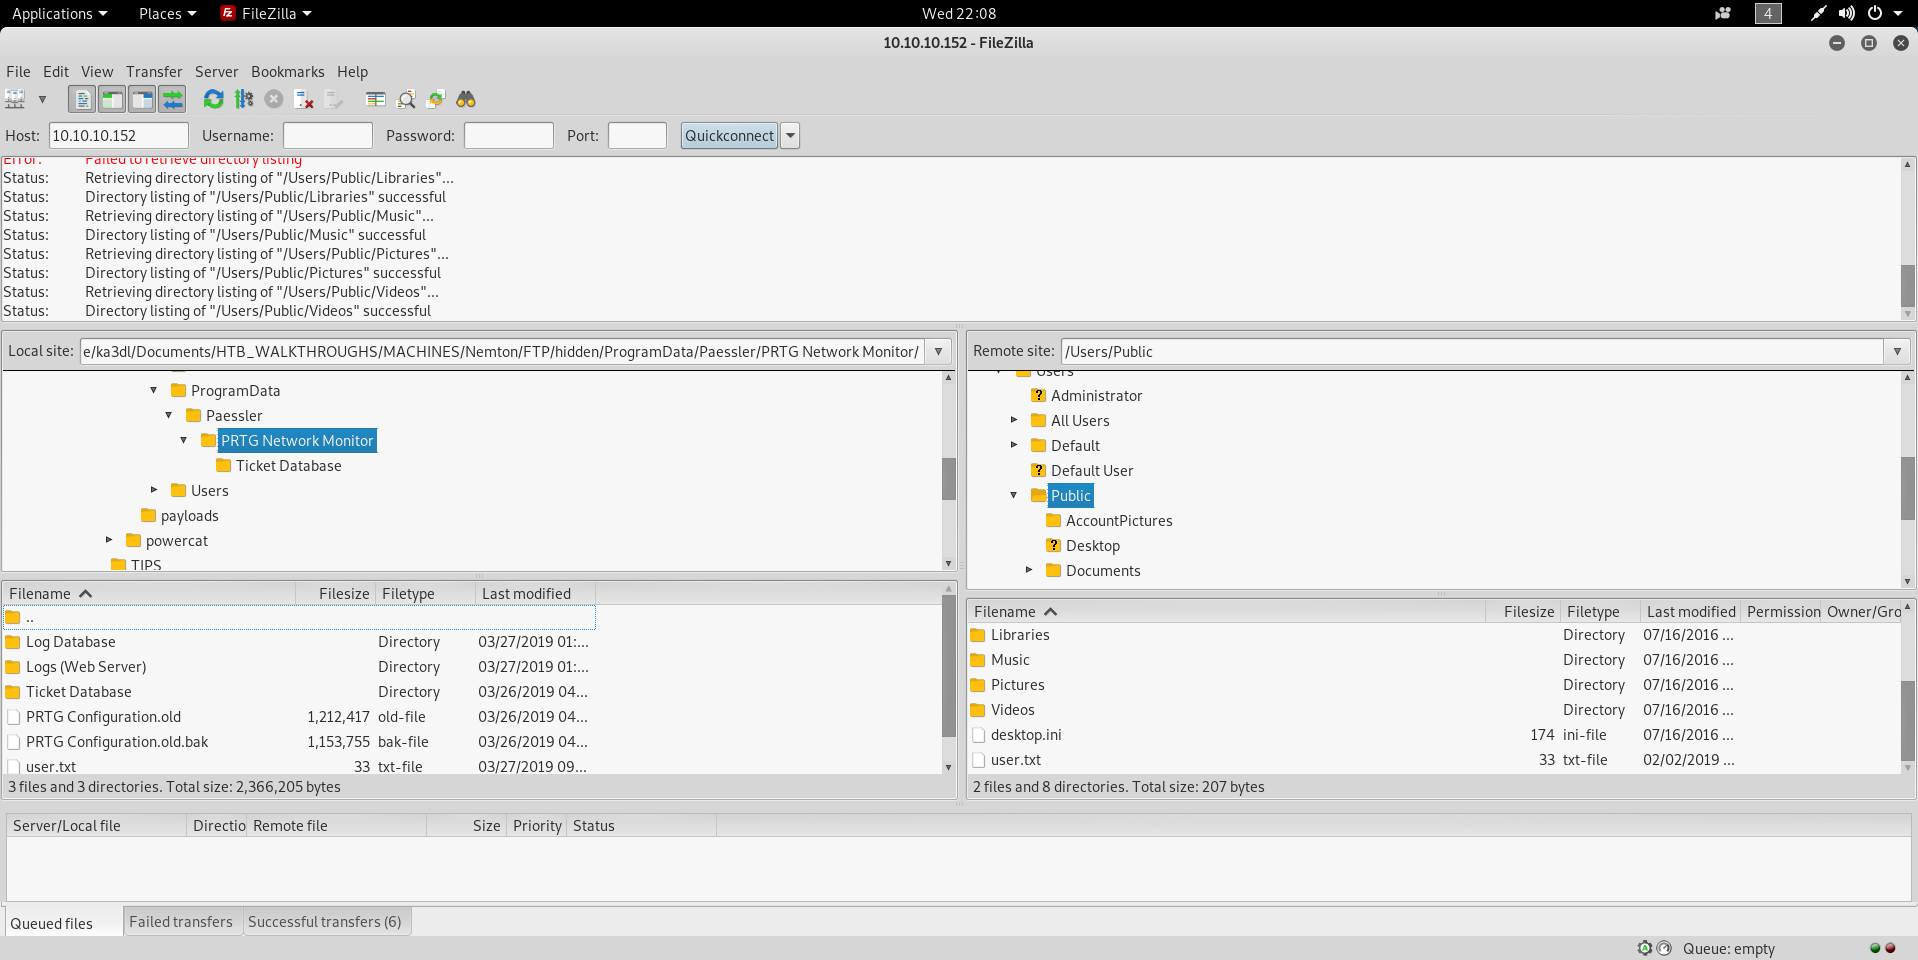 Applications Places FileZilla Wed 22:08 4
10.10.10.152 - FileZilla
File Edit View Transfer Server Bookmarks Help
Host: 10.10.10.152 Username: Password: Port: Quickconnect
Error: Failed to retrieve directory listing
Status: Retrieving directory listing of "/Users/Public/Libraries"...
Status: Directory listing of "/Users/Public/Libraries" successful
Status: Retrieving directory listing of "/Users/Public/Music"...
Status: Directory listing of "/Users/Public/Music" successful
Status: Retrieving directory listing of "/Users/Public/Pictures"...
Status: Directory listing of "/Users/Public/Pictures" successful
Status: Retrieving directory listing of "/Users/Public/Videos"...
Status: Directory listing of "/Users/Public/Videos" successful
Local site: e/ka3dl/Documents/HTB_WALKTHROUGHS/MACHINES/Nemton/FTP/hidden/ProgramData/Paessler/PRTG Network Monitor/
ProgramData
Paessler
PRTG Network Monitor
Ticket Database
Users
payloads
powercat
TIPS
Filename Filesize Filetype Last modified
..
Log Database Directory 03/27/2019 01:...
Logs (Web Server) Directory 03/27/2019 01:...
Ticket Database Directory 03/26/2019 04...
PRTG Configuration.old 1,212,417 old-file 03/26/2019 04...
PRTG Configuration.old.bak 1,153,755 bak-file 03/26/2019 04...
user.txt 33 txt-file 03/27/2019 09...
3 files and 3 directories. Total size: 2,366,205 bytes
Remote site: /Users/Public
Users
Administrator
All Users
Default
Default User
Public
AccountPictures
Desktop
Documents
Filename Filesize Filetype Last modified Permission Owner/Gro
Libraries Directory 07/16/2016 ...
Music Directory 07/16/2016 ...
Pictures Directory 07/16/2016 ...
Videos Directory 07/16/2016 ...
desktop.ini 174 ini-file 07/16/2016 ...
user.txt 33 txt-file 02/02/2019 ...
2 files and 8 directories. Total size: 207 bytes
Server/Local file Directio Remote file Size Priority Status
Queued files Failed transfers Successful transfers (6)
Queue: empty